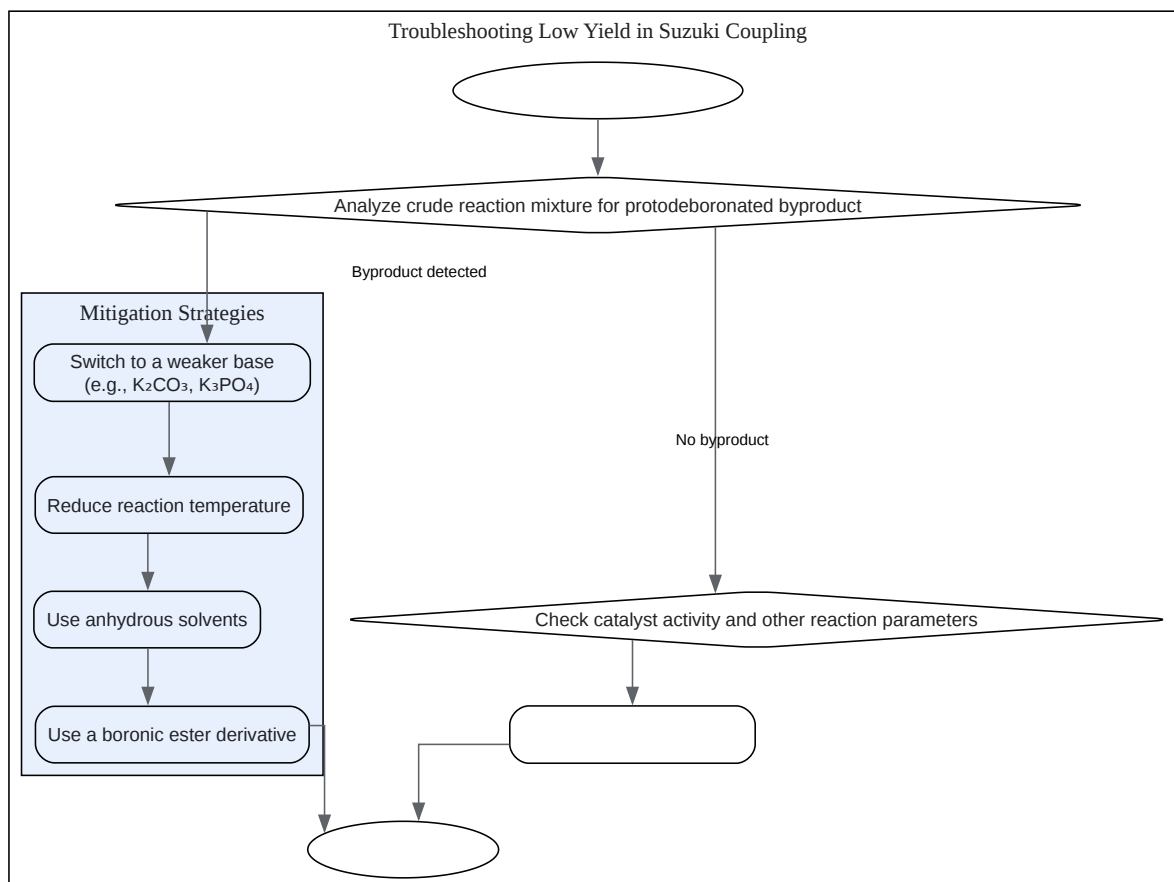 Troubleshooting Low Yield in Suzuki Coupling
Analyze crude reaction mixture for protodeboronated byproduct
Byproduct detected
Mitigation Strategies
Switch to a weaker base
(e.g., K₂CO₃, K₃PO₄)
No byproduct
Reduce reaction temperature
Use anhydrous solvents
Check catalyst activity and other reaction parameters
Use a boronic ester derivative